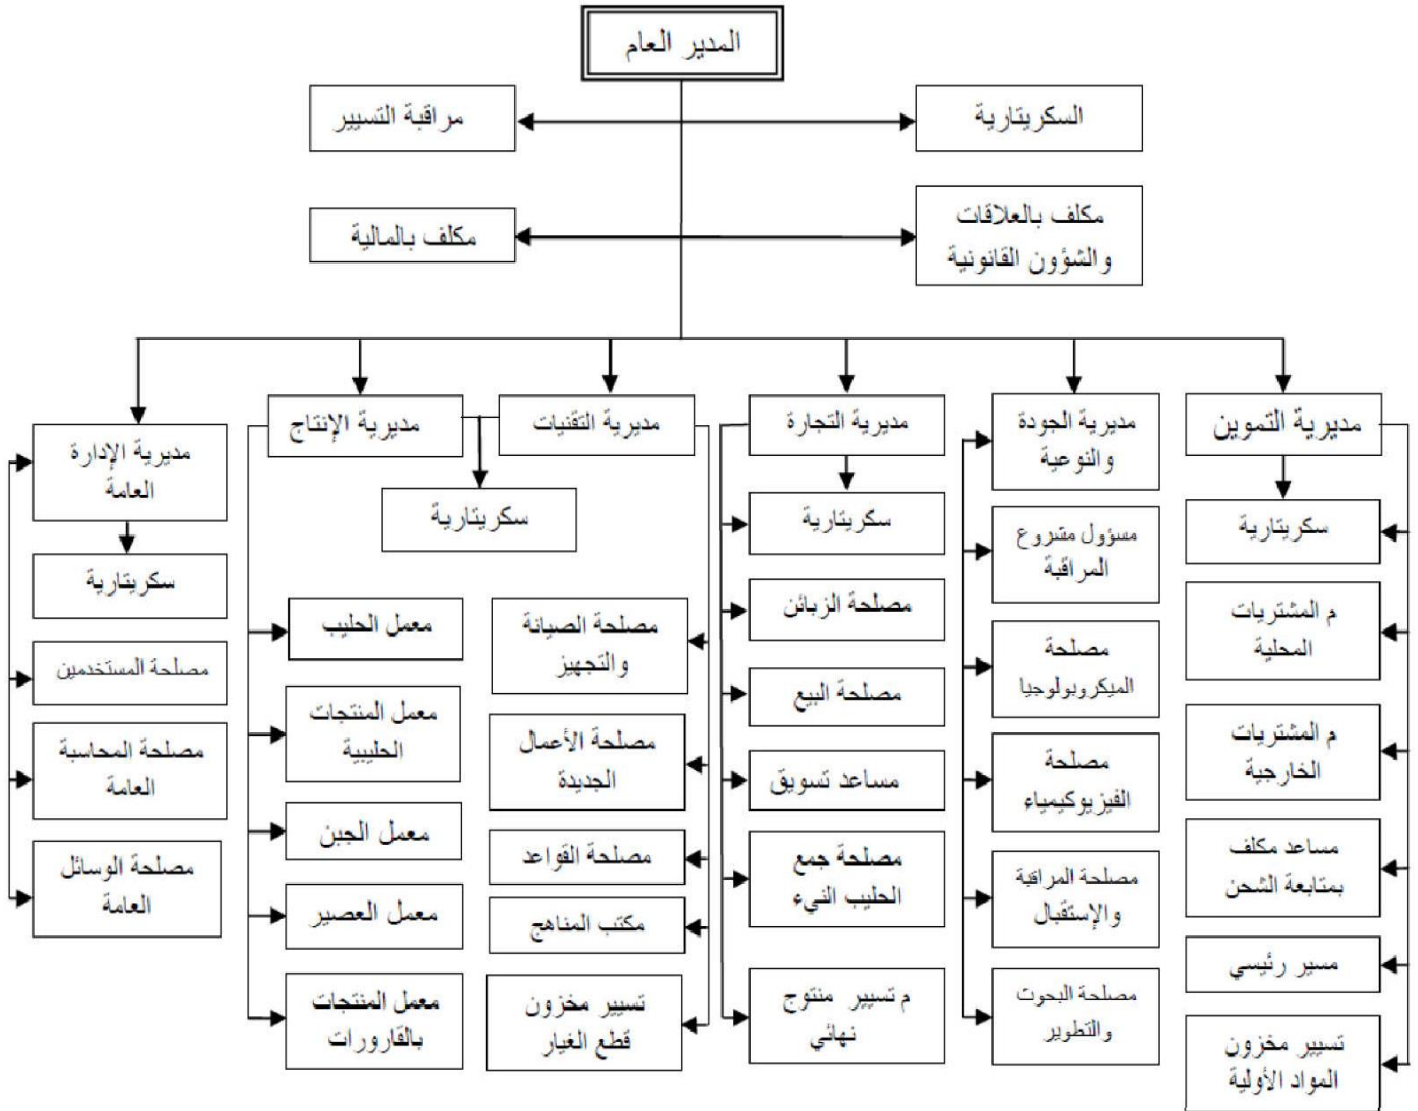 المدير العام
السكريتارية
مراقبة التسيير
مكلف بالعلاقات
والشؤون القانونية
مكلف بالمالية
مديرية التموين
سكريتارية
م المشتريات
المحلية
م المشتريات
الخارجية
مساعد مكلف
بمتابعة الشحن
مسير رئيسي
تسيير مخزون
المواد الأولية
مديرية الجودة
والنوعية
مسؤول مشروع
المراقبة
مصلحة
الميكروبولوجيا
مصلحة
الفيزيوكيمياء
مصلحة المراقبة
والإستقبال
مصلحة البحوث
والتطوير
مديرية التجارة
سكريتارية
مصلحة الزبائن
مصلحة البيع
مساعد تسويق
مصلحة جمع
الحليب النيء
م تسيير منتوج
نهائي
مديرية التقنيات
مديرية الإنتاج
سكريتارية
مصلحة الصيانة
والتجهيز
مصلحة الأعمال
الجديدة
مصلحة القواعد
مكتب المناهج
تسيير مخزون
قطع الغيار
معمل الحليب
معمل المنتجات
الحليبية
معمل الجبن
معمل العصير
معمل المنتجات
بالقارورات
مديرية الإدارة
العامة
سكريتارية
مصلحة المستخدمين
مصلحة المحاسبة
العامة
مصلحة الوسائل
العامة